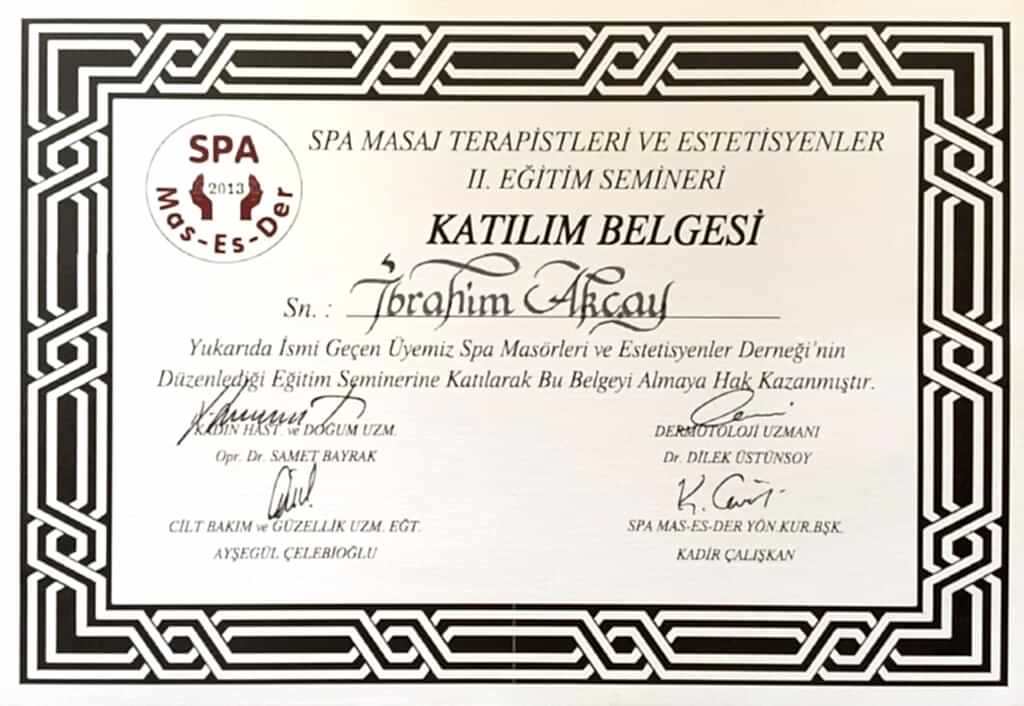 SPA
2013
Mas-Es-Der
SPA MASAJ TERAPİSTLERİ VE ESTETİSYENLER
II. EĞİTİM SEMİNERİ
KATILIM BELGESİ
Sn. : İbrahim Akçay
Yukarıda İsmi Geçen Üyemiz Spa Masörleri ve Estetisyenler Derneği'nin
Düzenlediği Eğitim Seminerine Katılarak Bu Belgeyi Almaya Hak Kazanmıştır.
KADIN HAST. ve DOĞUM UZM.
Opr. Dr. SAMET BAYRAK
DERMOTOLOJİ UZMANI
Dr. DİLEK ÜSTÜNSOY
CİLT BAKIM ve GÜZELLİK UZM. EĞT.
AYŞEGÜL ÇELEBİOĞLU
SPA MAS-ES-DER YÖN.KUR.BŞK.
KADİR ÇALIŞKAN